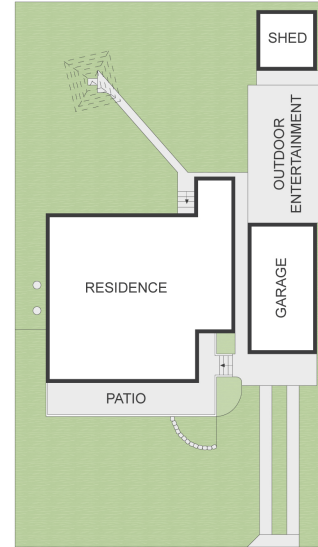 SHED
OUTDOOR
ENTERTAINMENT
RESIDENCE
GARAGE
PATIO